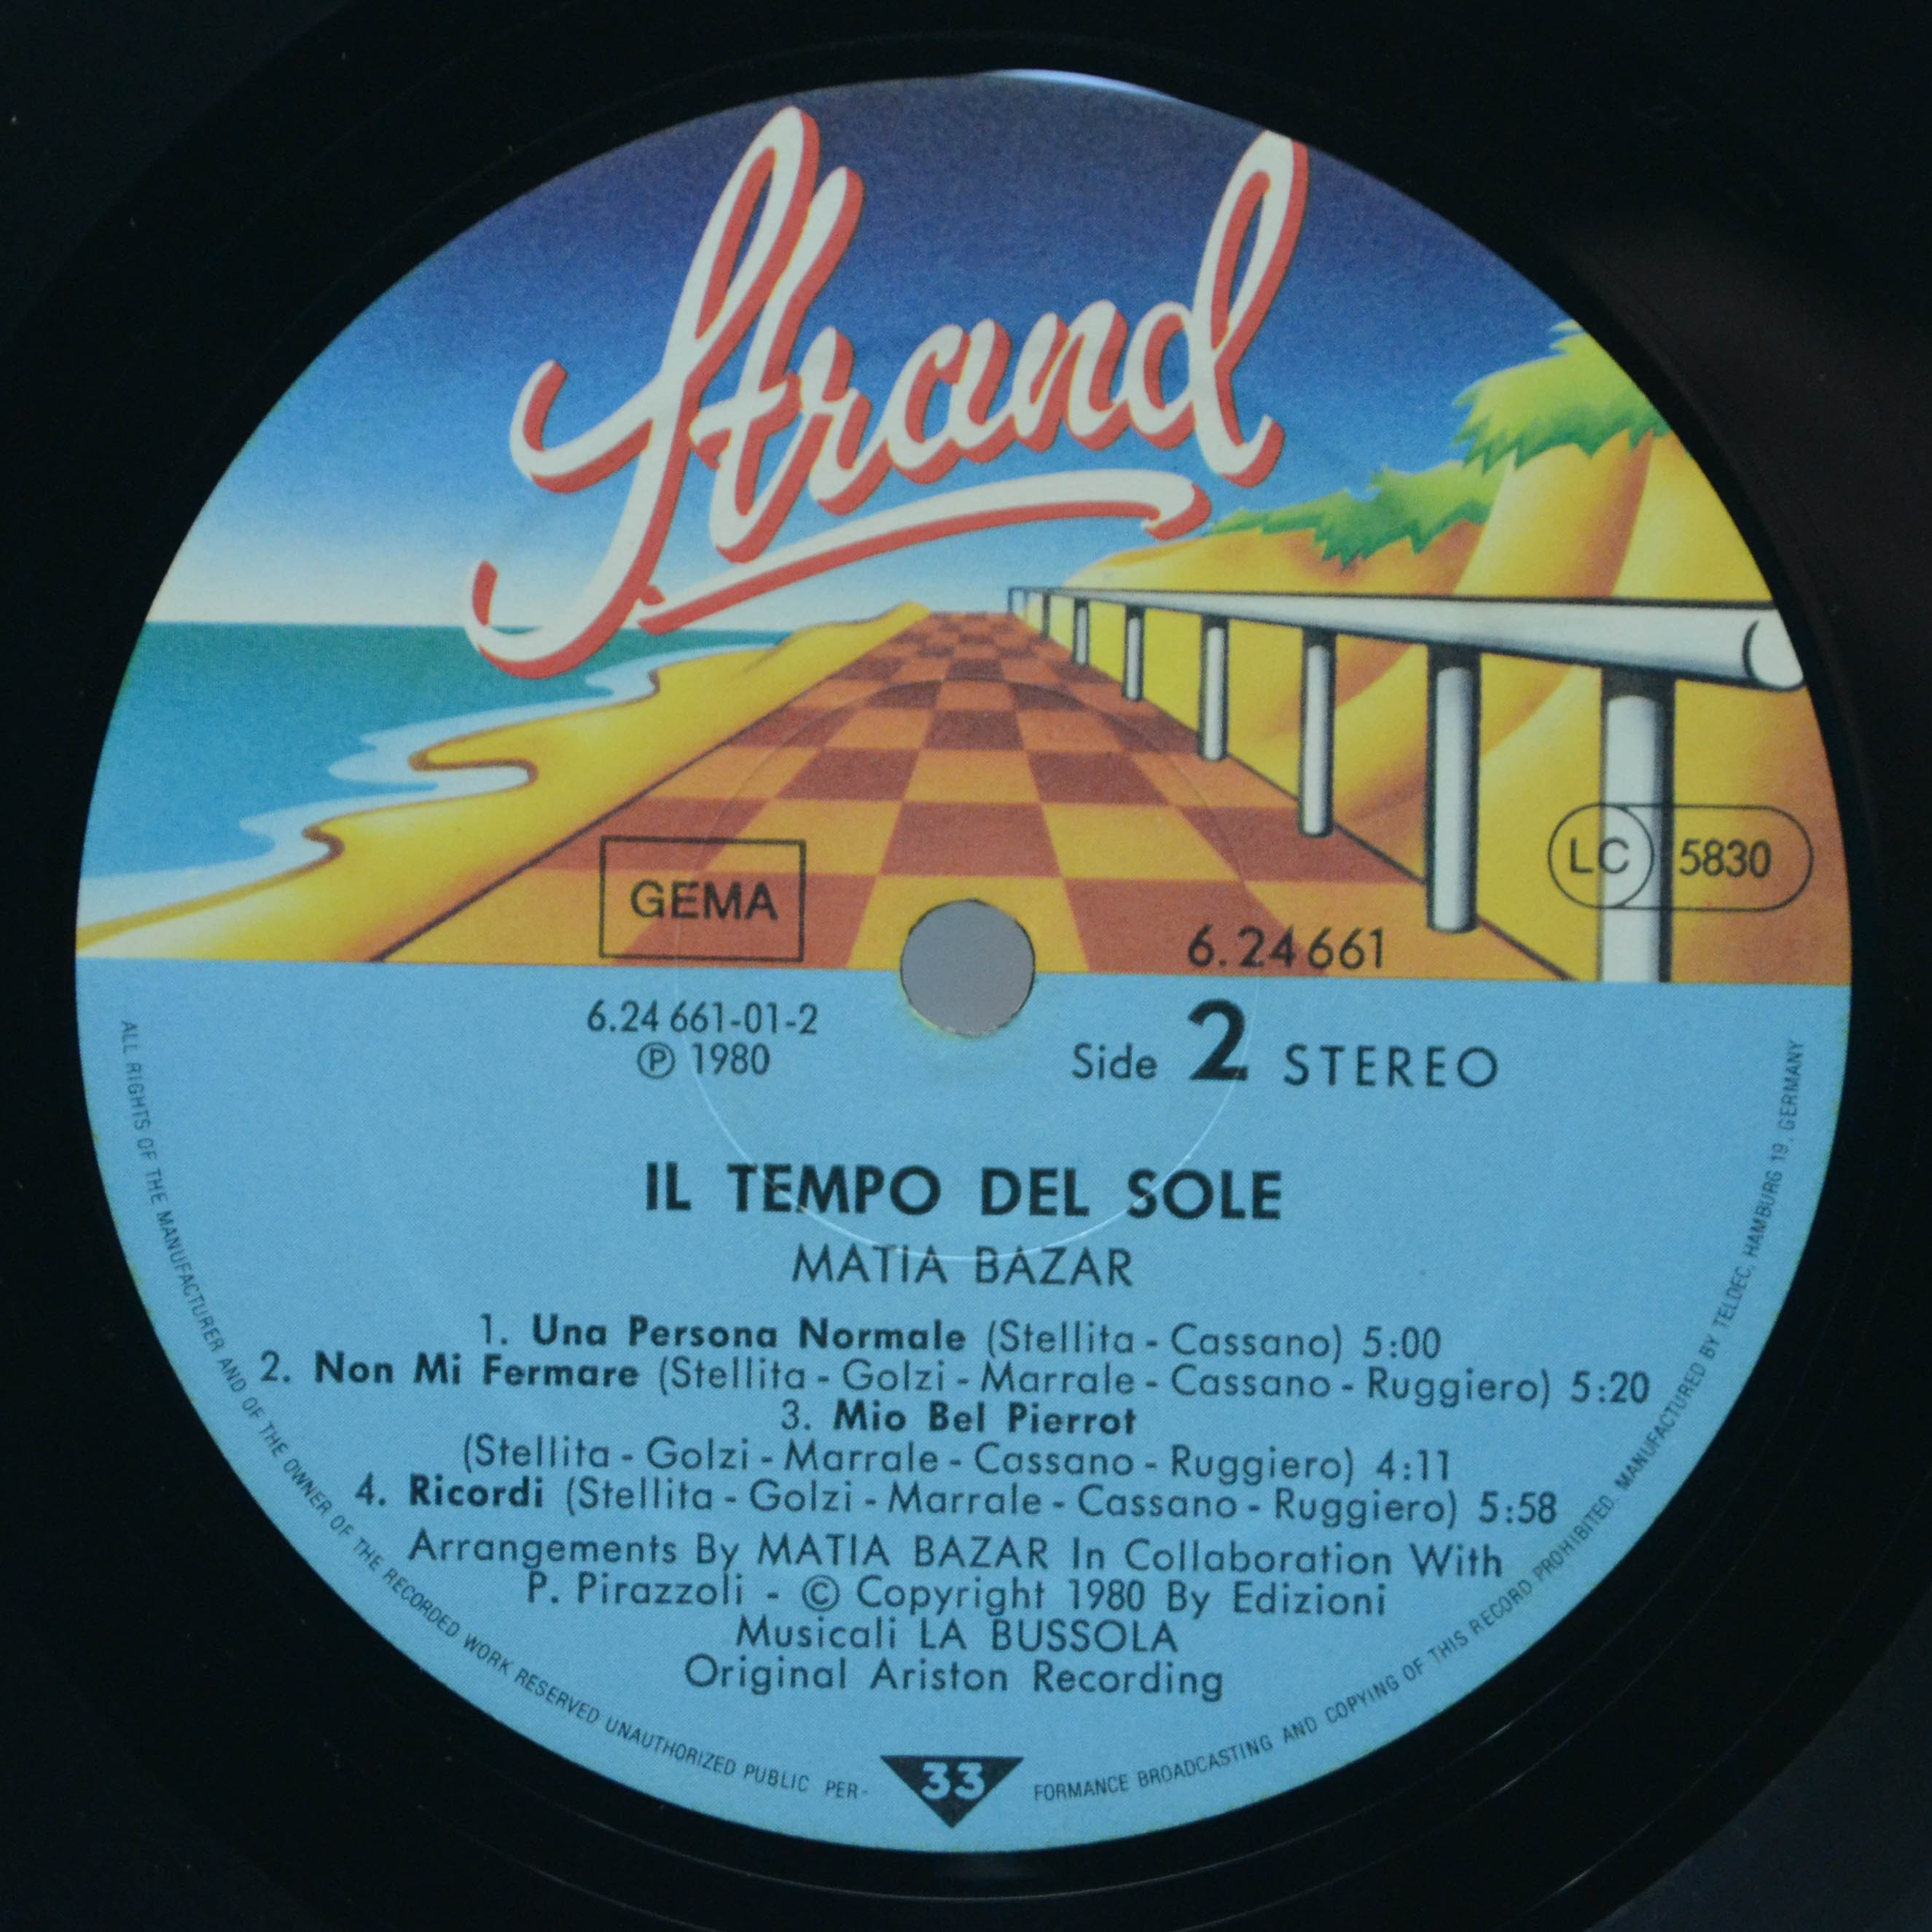 Strand
GEMA
LC 5830
6.24661
6.24 661-01-2
℗ 1980
Side 2 STEREO
IL TEMPO DEL SOLE
MATIA BAZAR
1. Una Persona Normale (Stellita - Cassano) 5:00
2. Non Mi Fermare (Stellita - Golzi - Marrale - Cassano - Ruggiero) 5:20
3. Mio Bel Pierrot
(Stellita - Golzi - Marrale - Cassano - Ruggiero) 4:11
4. Ricordi (Stellita - Golzi - Marrale - Cassano - Ruggiero) 5:58
Arrangements By MATIA BAZAR In Collaboration With
P. Pirazzoli - © Copyright 1980 By Edizioni
Musicali LA BUSSOLA
Original Ariston Recording
ALL RIGHTS OF THE MANUFACTURER AND OF THE OWNER OF THE RECORDED WORK RESERVED UNAUTHORIZED PUBLIC PER-
33
FORMANCE BROADCASTING AND COPYING OF THIS RECORD PROHIBITED. MANUFACTURED BY TELDEC, HAMBURG 19. GERMANY